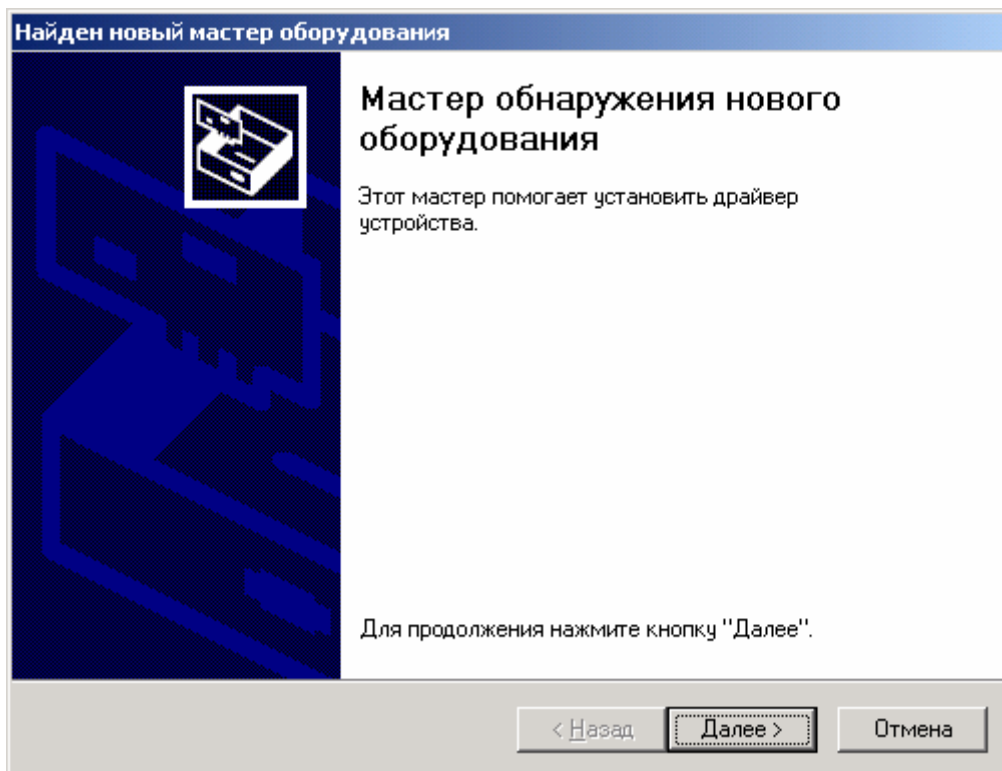 Найден новый мастер оборудования
Мастер обнаружения нового
оборудования
Этот мастер помогает установить драйвер
устройства.
Для продолжения нажмите кнопку "Далее".
< Назад
Далее >
Отмена